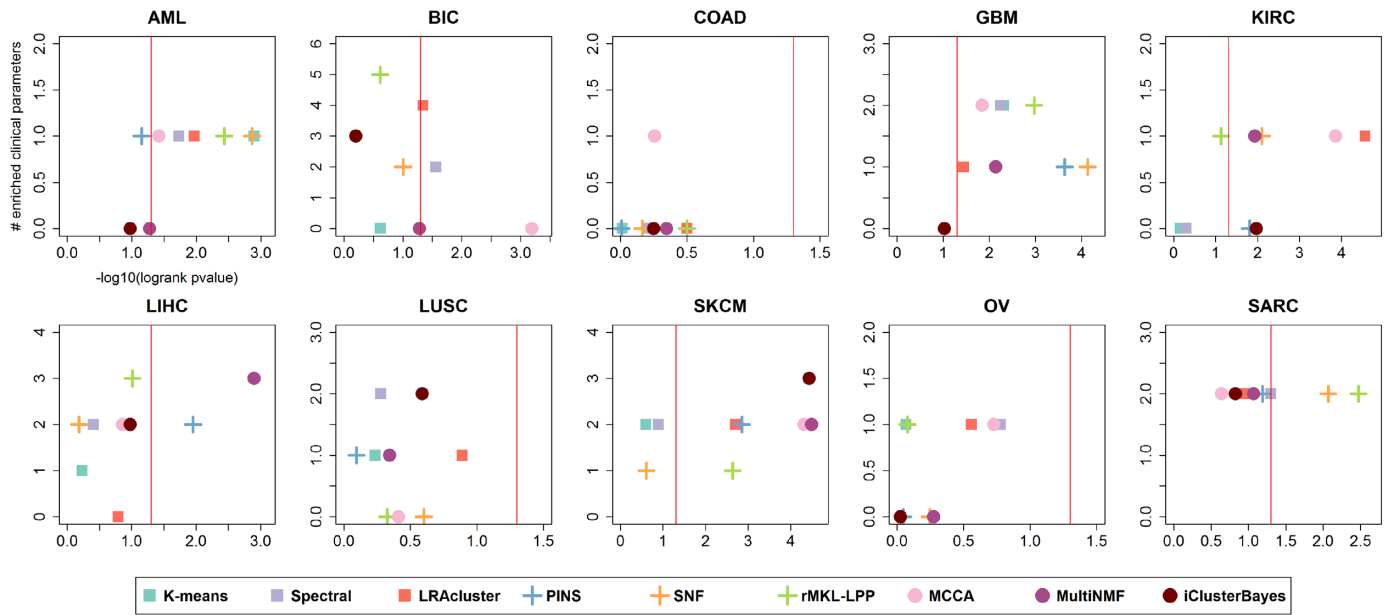 AML BIC COAD GBM KIRC
# enriched clinical parameters
2.0 1.5 1.0 0.5 0.0
0.0 0.5 1.0 1.5 2.0 2.5 3.0
-log10(logrank pvalue)
6 5 4 3 2 1 0
0.0 1.0 2.0 3.0
2.0 1.5 1.0 0.5 0.0
0.0 0.5 1.0 1.5
3.0 2.0 1.0 0.0
0 1 2 3 4
2.0 1.5 1.0 0.5 0.0
0 1 2 3 4
LIHC LUSC SKCM OV SARC
4 3 2 1 0
0.0 1.0 2.0 3.0
3.0 2.0 1.0 0.0
0.0 0.5 1.0 1.5
4 3 2 1 0
0 1 2 3 4
2.0 1.5 1.0 0.5 0.0
0.0 0.5 1.0 1.5
3.0 2.0 1.0 0.0
0.0 0.5 1.0 1.5 2.0 2.5
K-means Spectral LRAcluster PINS SNF rMKL-LPP MCCA MultiNMF iClusterBayes